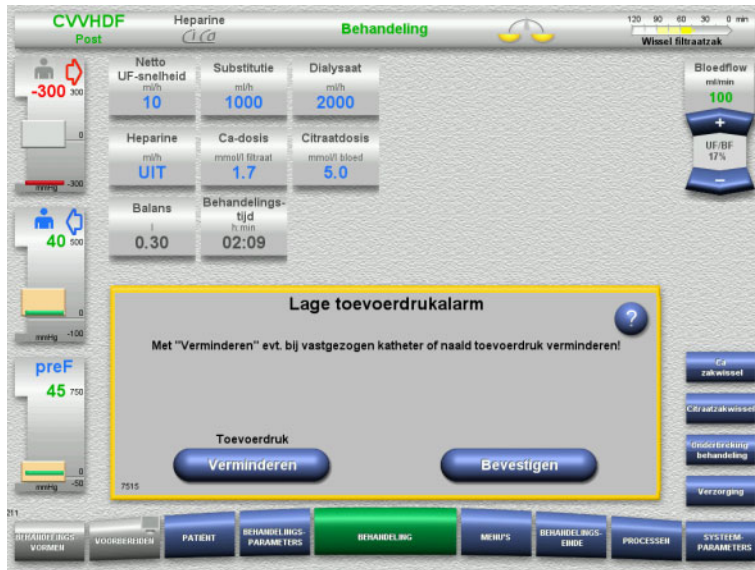 CVVHDF
Post
Heparine
Ci Ca
Behandeling
120 90 60 30 0 min
Wissel filtraatzak
-300 300
0
-300
mmHg
40 500
0
-100
mmHg
preF
45 750
0
-50
mmHg
Netto
UF-snelheid
ml/h
10
Substitutie
ml/h
1000
Dialysaat
ml/h
2000
Heparine
ml/h
UIT
Ca-dosis
mmol/l filtraat
1.7
Citraatdosis
mmol/l bloed
5.0
Balans
l
0.30
Behandelings-
tijd
h:min
02:09
Bloedflow
ml/min
100
+
UF/BF
17%
−
Lage toevoerdrukalarm
?
Met "Verminderen" evt. bij vastgezogen katheter of naald toevoerdruk verminderen!
Toevoerdruk
Verminderen
Bevestigen
7515
Ca
zakwissel
Citraatzakwissel
Onderbreking
behandeling
Verzorging
211
BEHANDELINGS-
VORMEN
VOORBEREIDEN
PATIËNT
BEHANDELINGS-
PARAMETERS
BEHANDELING
MENU'S
BEHANDELINGS-
EINDE
PROCESSEN
SYSTEEM-
PARAMETERS